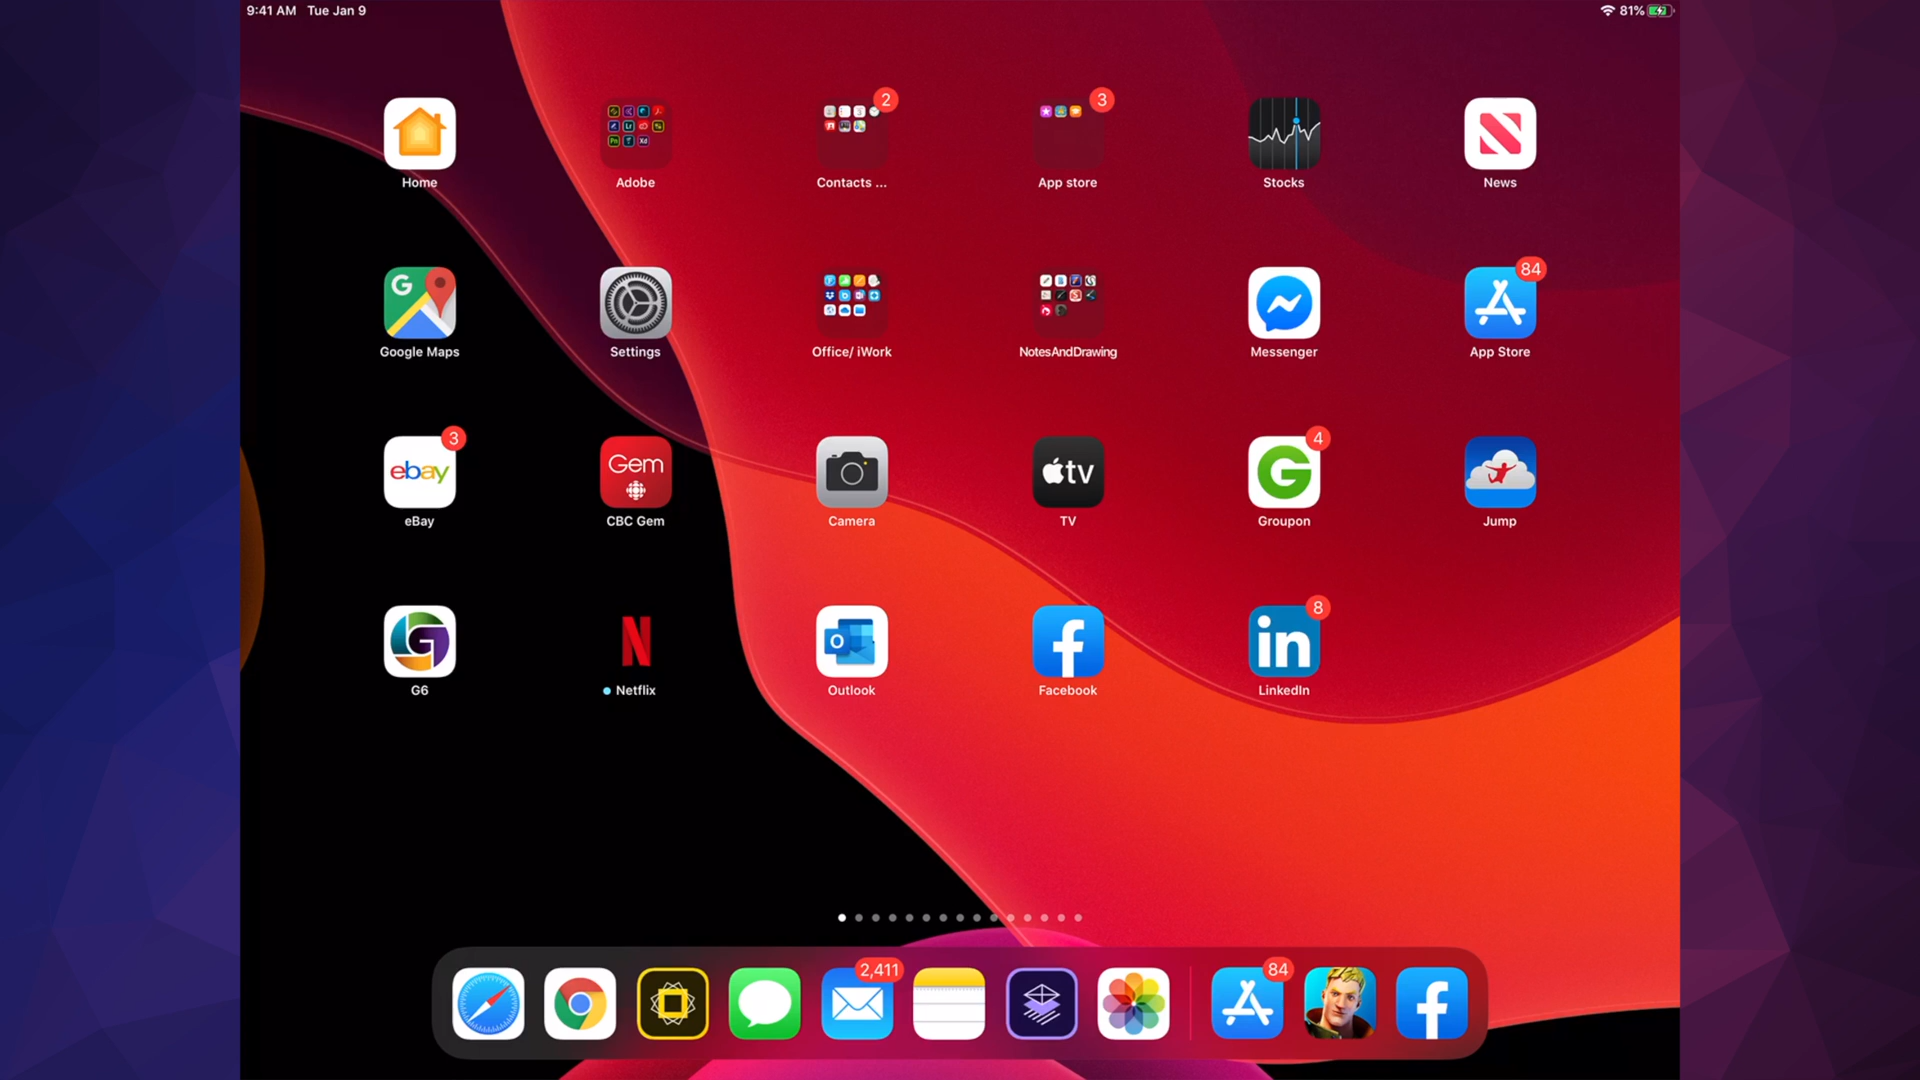 9:41 AM Tue Jan 9
81%
2
3
Home
Adobe
Contacts ...
App store
Stocks
News
G
84
Google Maps
Settings
Office/ iWork
NotesAndDrawing
Messenger
App Store
3
4
ebay
Gem
tv
G
eBay
CBC Gem
Camera
TV
Groupon
Jump
8
G
N
O
f
in
G6
Netflix
Outlook
Facebook
LinkedIn
2,411
84
f